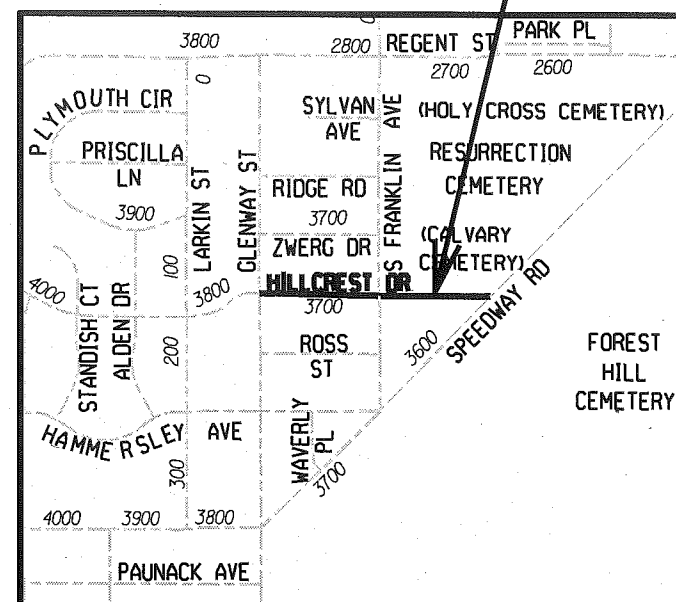 PARK PL
3800
2800
REGENT ST
0
0
2700
2600
PLYMOUTH CIR
SYLVAN
AVE
S FRANKLIN AVE
(HOLY CROSS CEMETERY)
PRISCILLA
LN
RESURRECTION
CEMETERY
LARKIN ST
GLENWAY ST
RIDGE RD
3900
3700
(CALVARY
CEMETERY)
ZWERG DR
100
HILLCREST DR
4000
3800
3700
STANDISH CT
ALDEN DR
SPEEDWAY RD
3600
200
ROSS
ST
FOREST
HILL
CEMETERY
HAMMERSLEY AVE
WAVERLY
PL
300
3700
4000
3900
3800
PAUNACK AVE